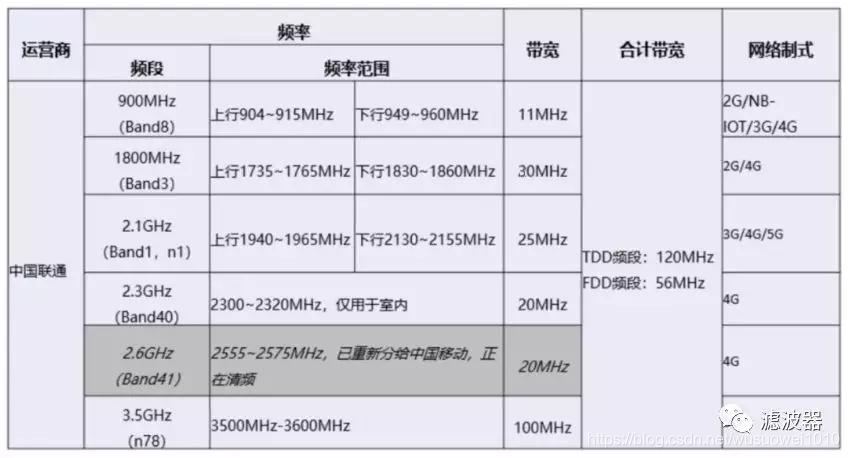 运营商
频率
带宽
合计带宽
网络制式
频段
频率范围
中国联通
900MHz
（Band8）
上行904~915MHz
下行949~960MHz
11MHz
2G/NB-
IOT/3G/4G
1800MHz
（Band3）
上行1735~1765MHz
下行1830~1860MHz
30MHz
2G/4G
2.1GHz
（Band1，n1）
上行1940~1965MHz
下行2130~2155MHz
25MHz
3G/4G/5G
TDD频段：120MHz
FDD频段：56MHz
2.3GHz
（Band40）
2300~2320MHz，仅用于室内
20MHz
4G
2.6GHz
（Band41）
2555~2575MHz，已重新分给中国移动，正
在清频
20MHz
4G
3.5GHz
（n78）
3500MHz-3600MHz
100MHz
滤波器
https://blog.csdn.net/wusuowei1010